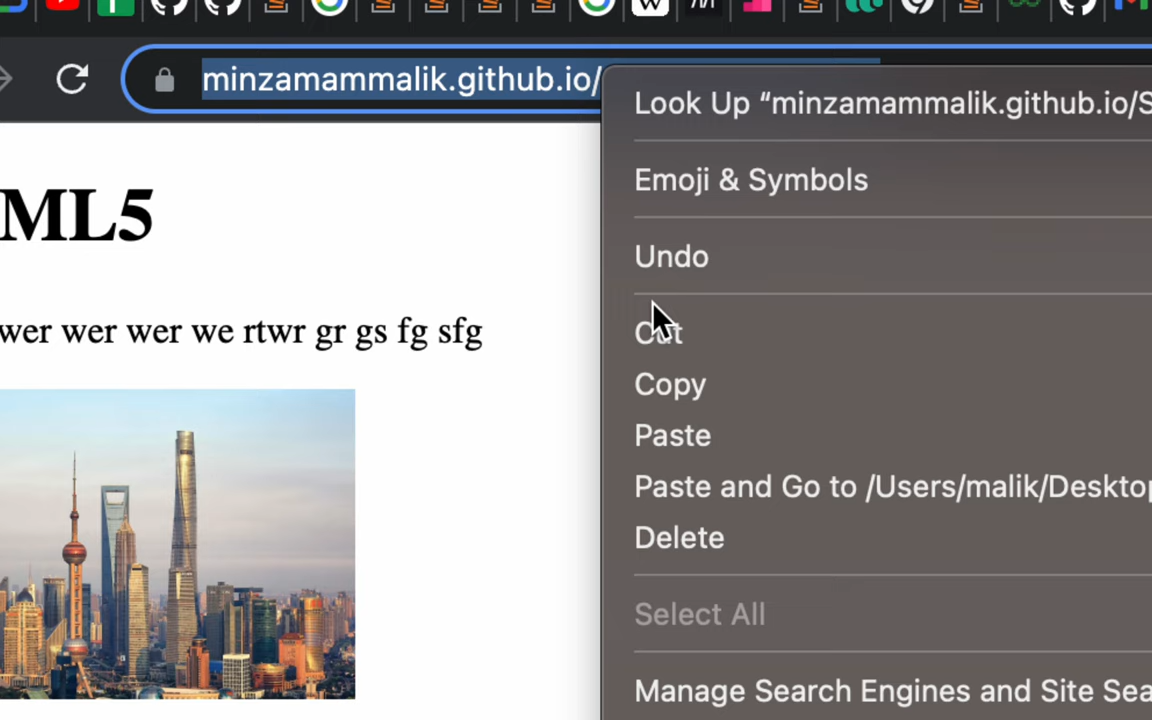 minzamammalik.github.io/
Look Up “minzamammalik.github.io/S
Emoji & Symbols
ML5
Undo
wer wer wer we rtwr gr gs fg sfg
Cut
Copy
Paste
Paste and Go to /Users/malik/Desktop
Delete
Select All
Manage Search Engines and Site Sea